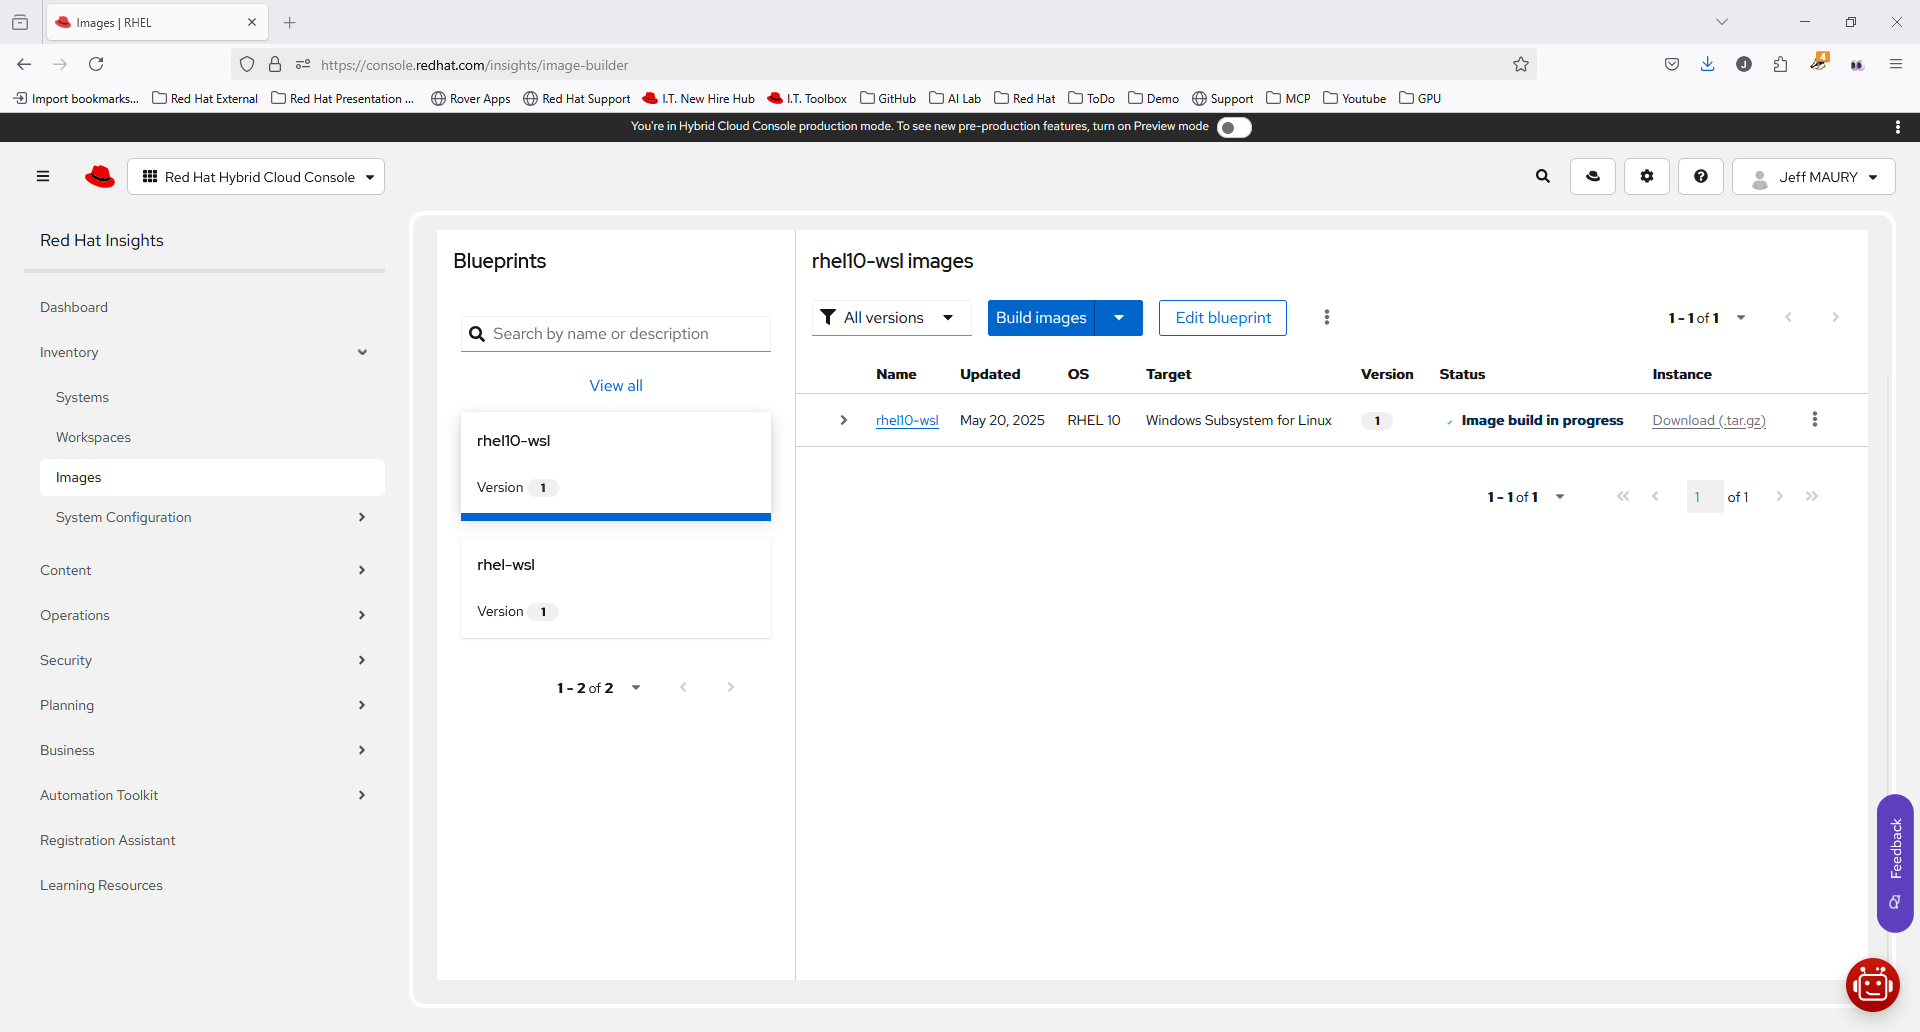 Images | RHEL
https://console.redhat.com/insights/image-builder
4
J
Import bookmarks...
Red Hat External
Red Hat Presentation ...
Rover Apps
Red Hat Support
I.T. New Hire Hub
I.T. Toolbox
GitHub
AI Lab
Red Hat
ToDo
Demo
Support
MCP
Youtube
GPU
You're in Hybrid Cloud Console production mode. To see new pre-production features, turn on Preview mode
Red Hat Hybrid Cloud Console
Jeff MAURY
Red Hat Insights
Dashboard
Inventory
Systems
Workspaces
Images
System Configuration
Content
Operations
Security
Planning
Business
Automation Toolkit
Registration Assistant
Learning Resources
Blueprints
Search by name or description
View all
rhel10-wsl
Version 1
rhel-wsl
Version 1
1 - 2 of 2
rhel10-wsl images
All versions
Build images
Edit blueprint
1 - 1 of 1
Name Updated OS Target Version Status Instance
rhel10-wsl May 20, 2025 RHEL 10 Windows Subsystem for Linux 1 Image build in progress Download (.tar.gz)
1 - 1 of 1
1 of 1
Feedback